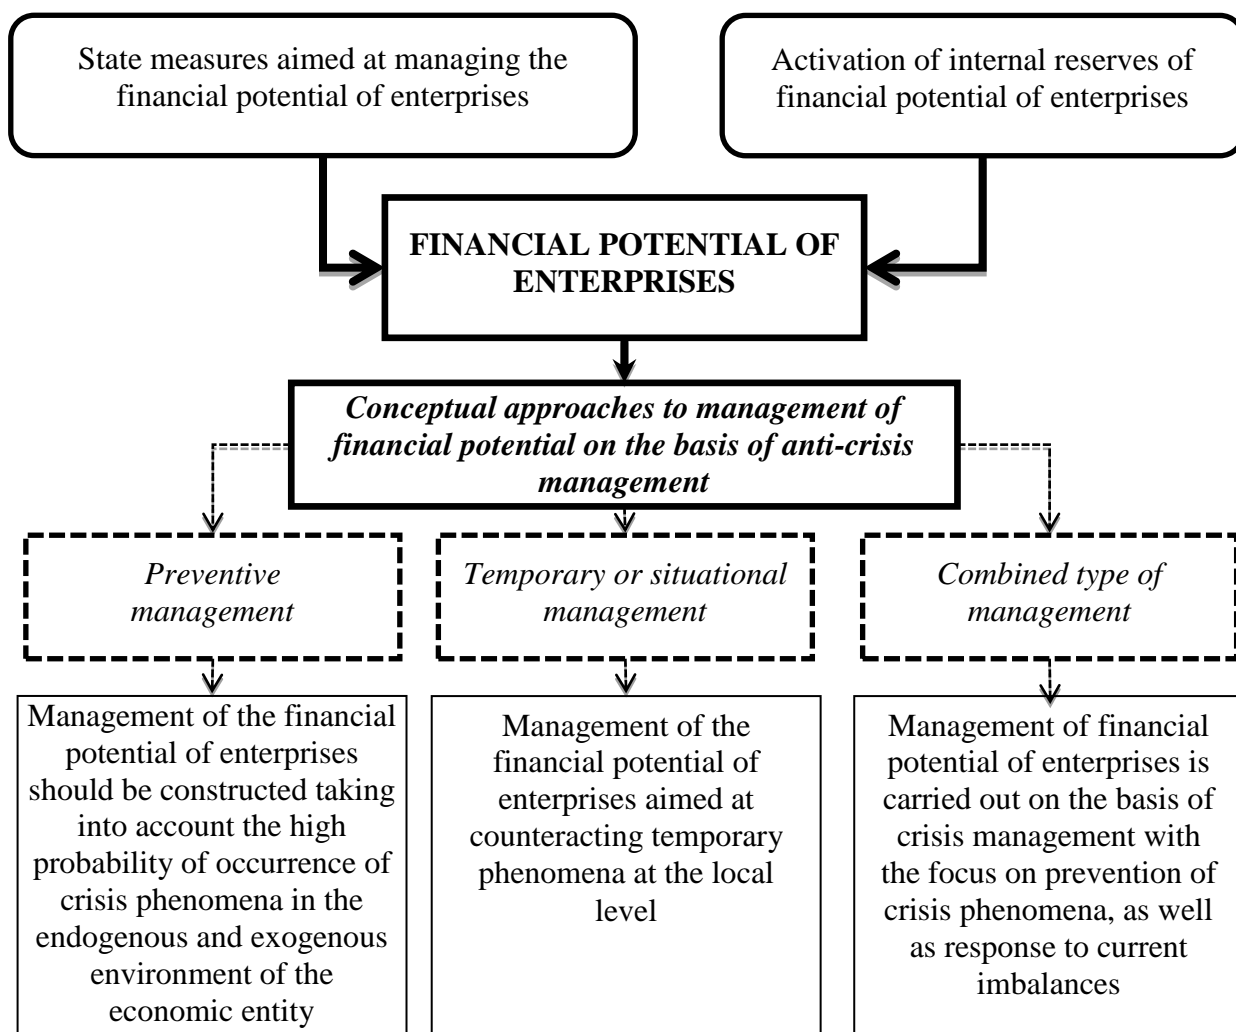 State measures aimed at managing the
financial potential of enterprises
Activation of internal reserves of
financial potential of enterprises
FINANCIAL POTENTIAL OF
ENTERPRISES
Conceptual approaches to management of
financial potential on the basis of anti-crisis
management
Preventive
management
Temporary or situational
management
Combined type of
management
Management of the financial
potential of enterprises
should be constructed taking
into account the high
probability of occurrence of
crisis phenomena in the
endogenous and exogenous
environment of the
economic entity
Management of the
financial potential of
enterprises aimed at
counteracting temporary
phenomena at the local
level
Management of financial
potential of enterprises is
carried out on the basis of
crisis management with
the focus on prevention of
crisis phenomena, as well
as response to current
imbalances